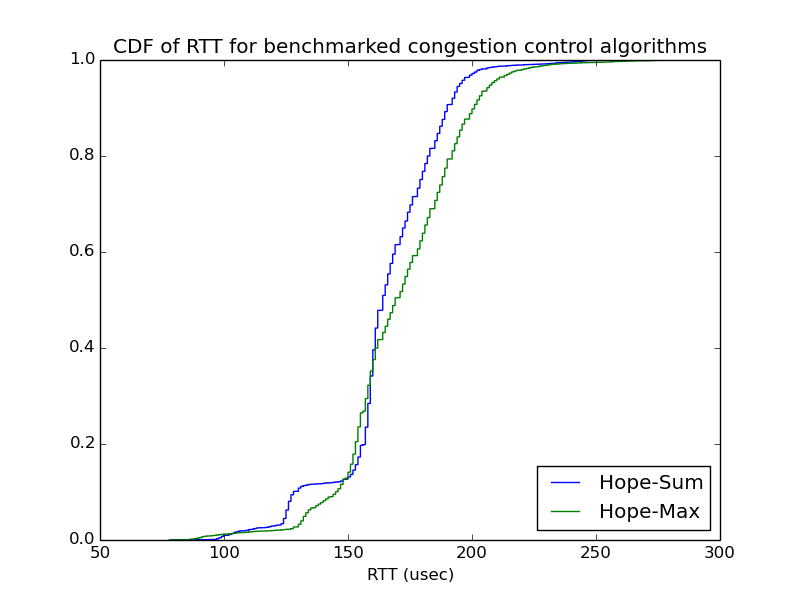 CDF of RTT for benchmarked congestion control algorithms
1.0
0.8
0.6
0.4
0.2
0.0
50 100 150 200 250 300
RTT (usec)
Hope-Sum
Hope-Max